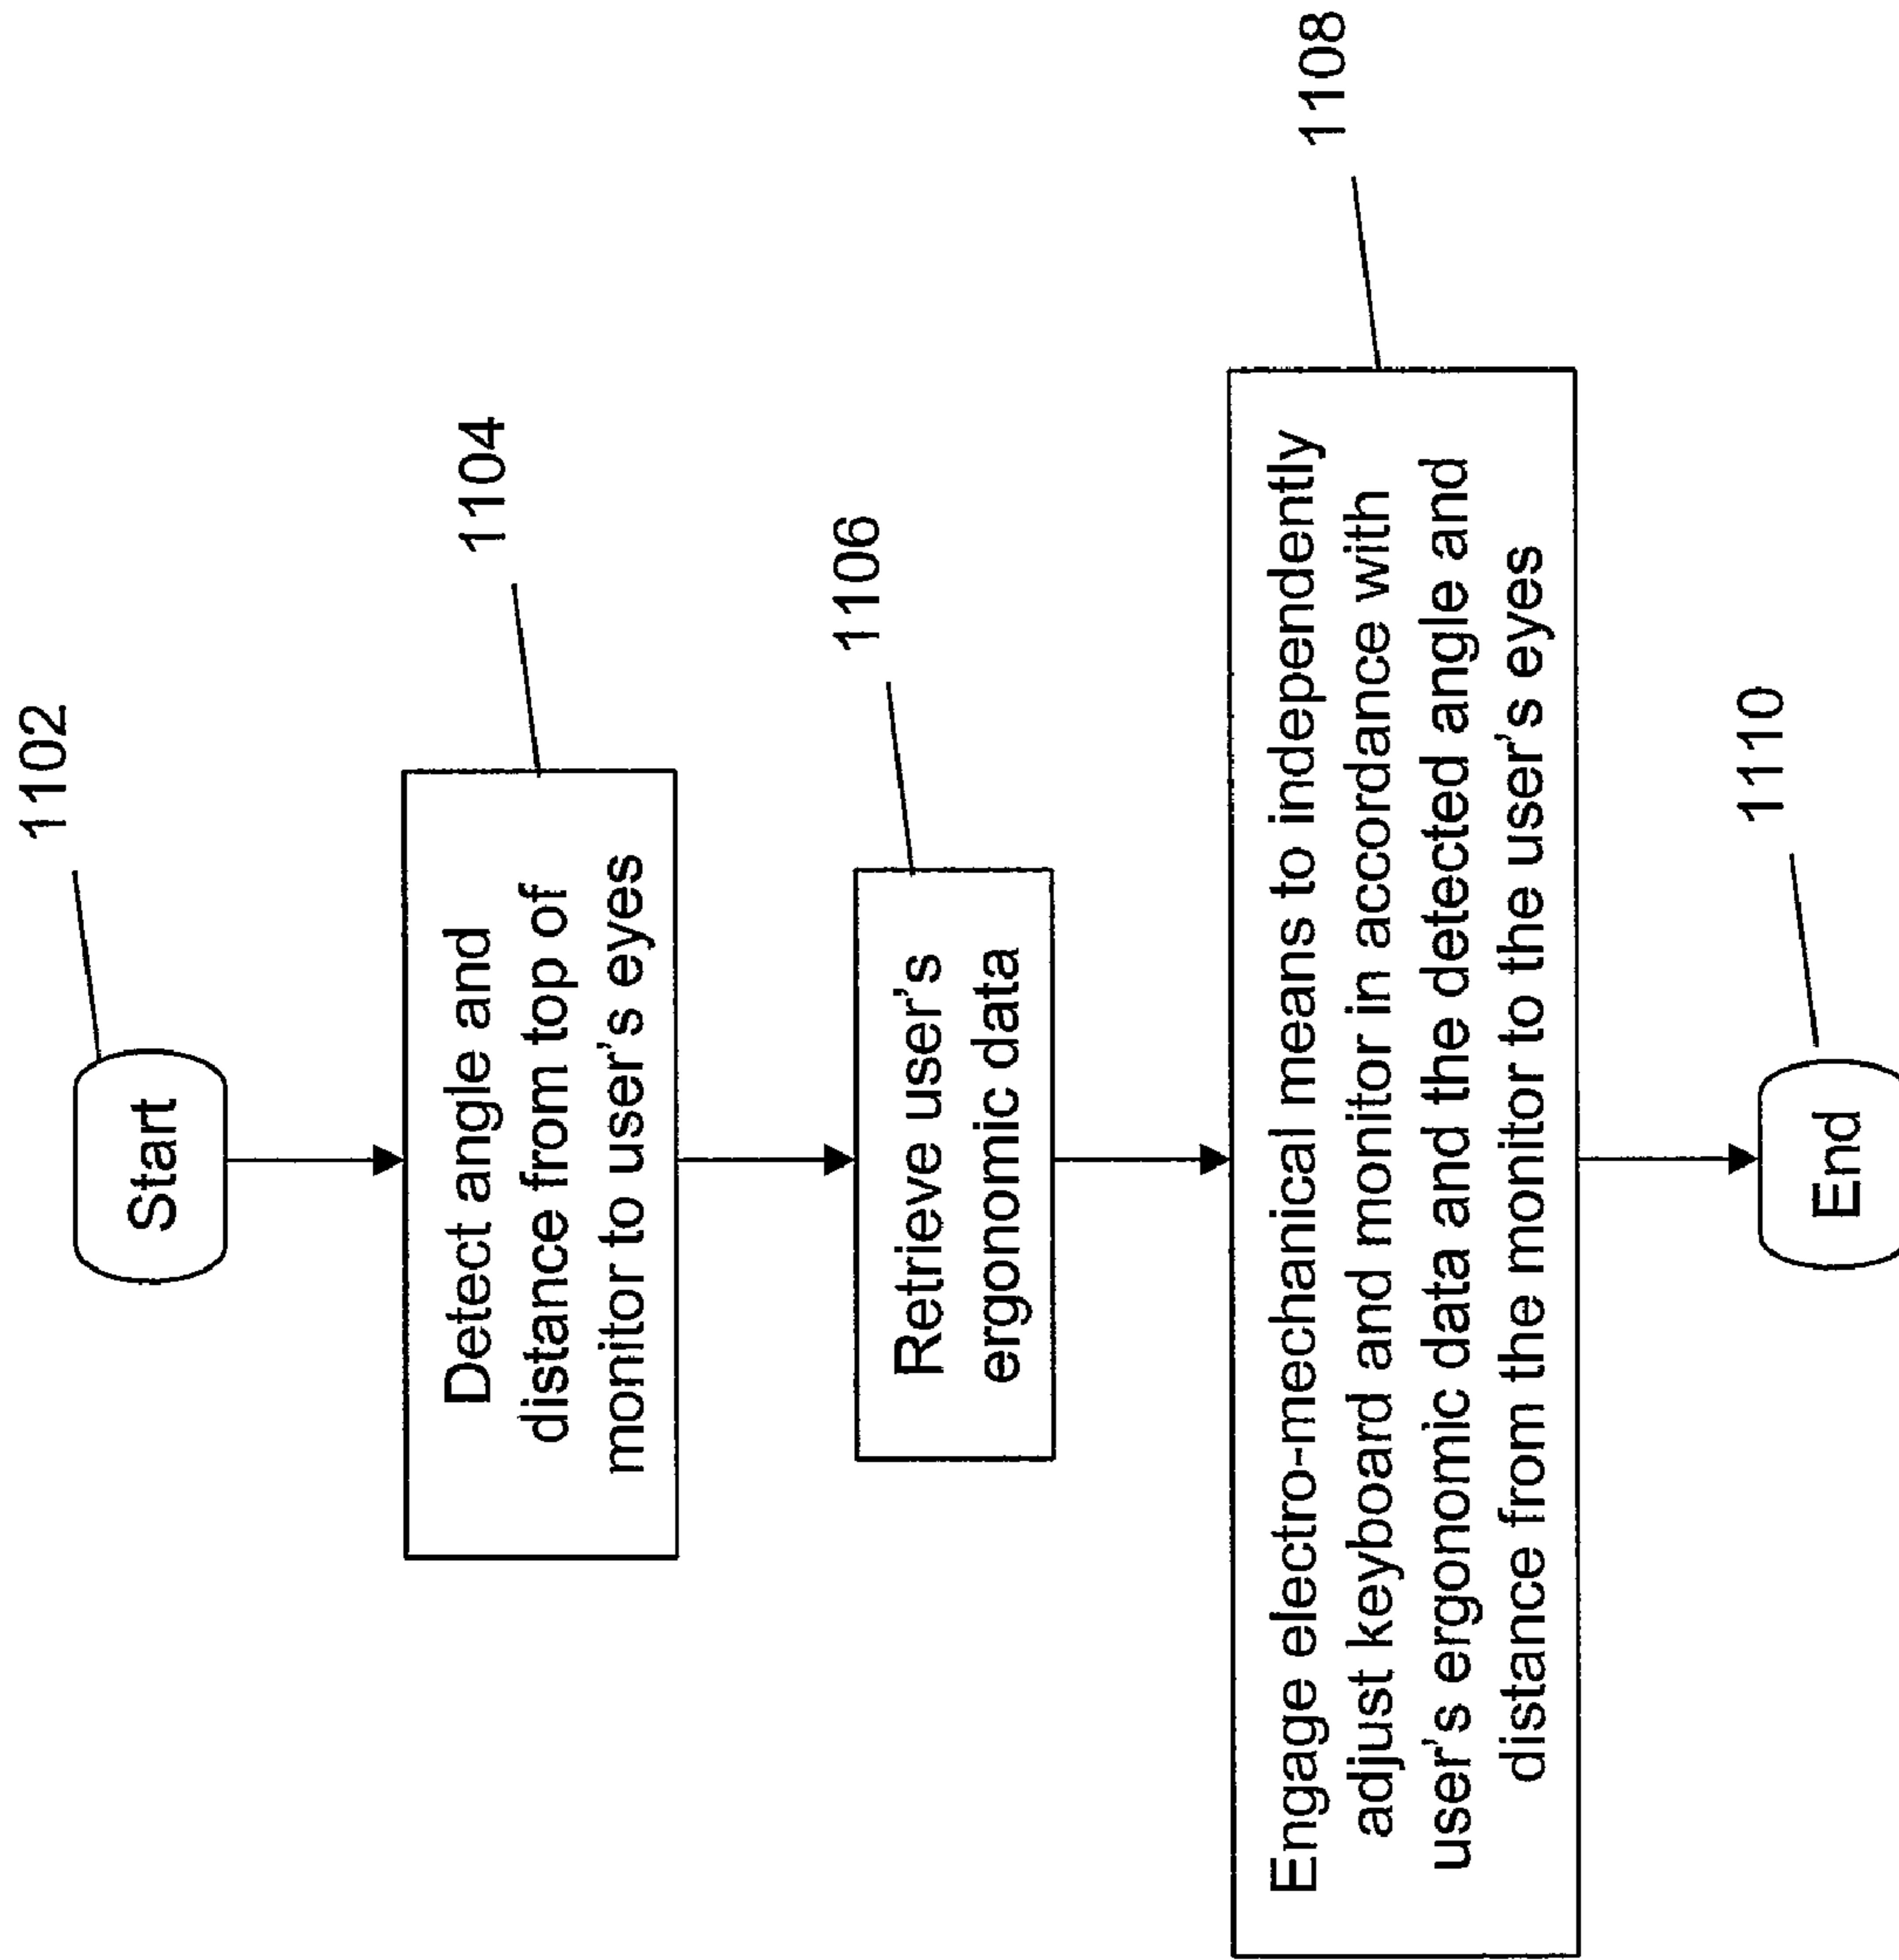 1102
Start
1104
Detect angle and
distance from top of
monitor to user's eyes
1106
Retrieve user's
ergonomic data
1108
Engage electro-mechanical means to independently
adjust keyboard and monitor in accordance with
user's ergonomic data and the detected angle and
distance from the monitor to the user's eyes
1110
End